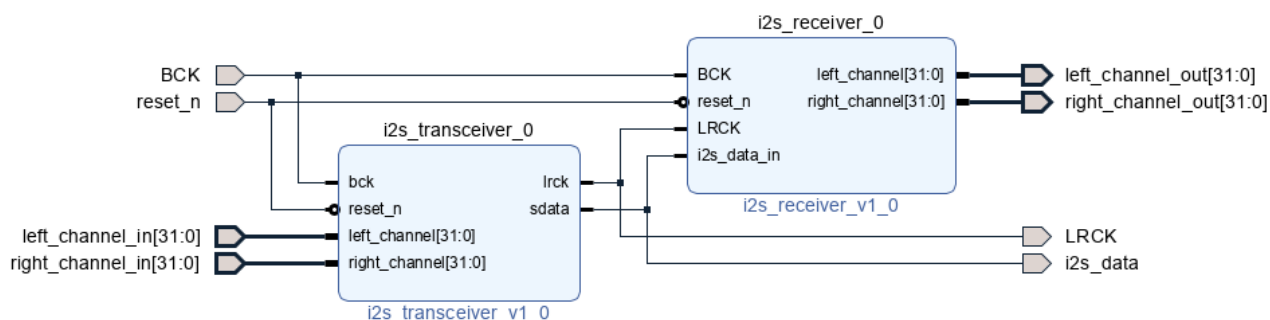 i2s_receiver_0
BCK
reset_n
BCK
reset_n
LRCK
i2s_data_in
left_channel[31:0]
right_channel[31:0]
i2s_receiver_v1_0
left_channel_out[31:0]
right_channel_out[31:0]
i2s_transceiver_0
bck
reset_n
left_channel[31:0]
right_channel[31:0]
lrck
sdata
i2s_transceiver_v1_0
left_channel_in[31:0]
right_channel_in[31:0]
LRCK
i2s_data